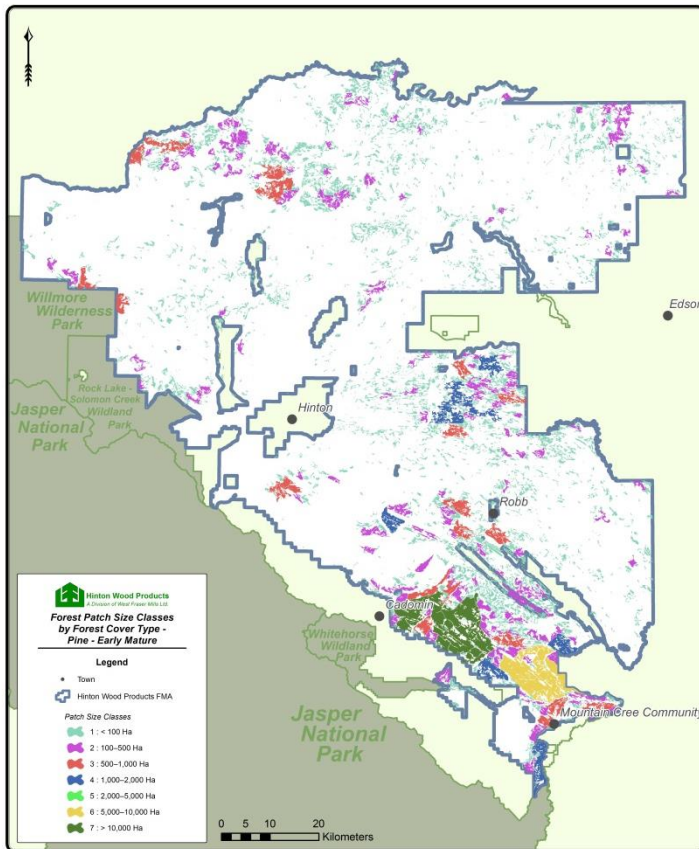 Edson
Willmore
Wilderness
Park
Rock Lake -
Solomon Creek
Wildland
Park
Jasper
National
Park
Hinton
Robb
Cadomin
Whitehorse
Wildland
Park
Mountain Cree Community
Jasper
National
Park
Hinton Wood Products
A Division of West Fraser Mills Ltd.
Forest Patch Size Classes
by Forest Cover Type -
Pine - Early Mature
Legend
Town
Hinton Wood Products FMA
Patch Size Classes
1 : < 100 Ha
2 : 100–500 Ha
3 : 500–1,000 Ha
4 : 1,000–2,000 Ha
5 : 2,000–5,000 Ha
6 : 5,000–10,000 Ha
7 : > 10,000 Ha
0 5 10 20
Kilometers